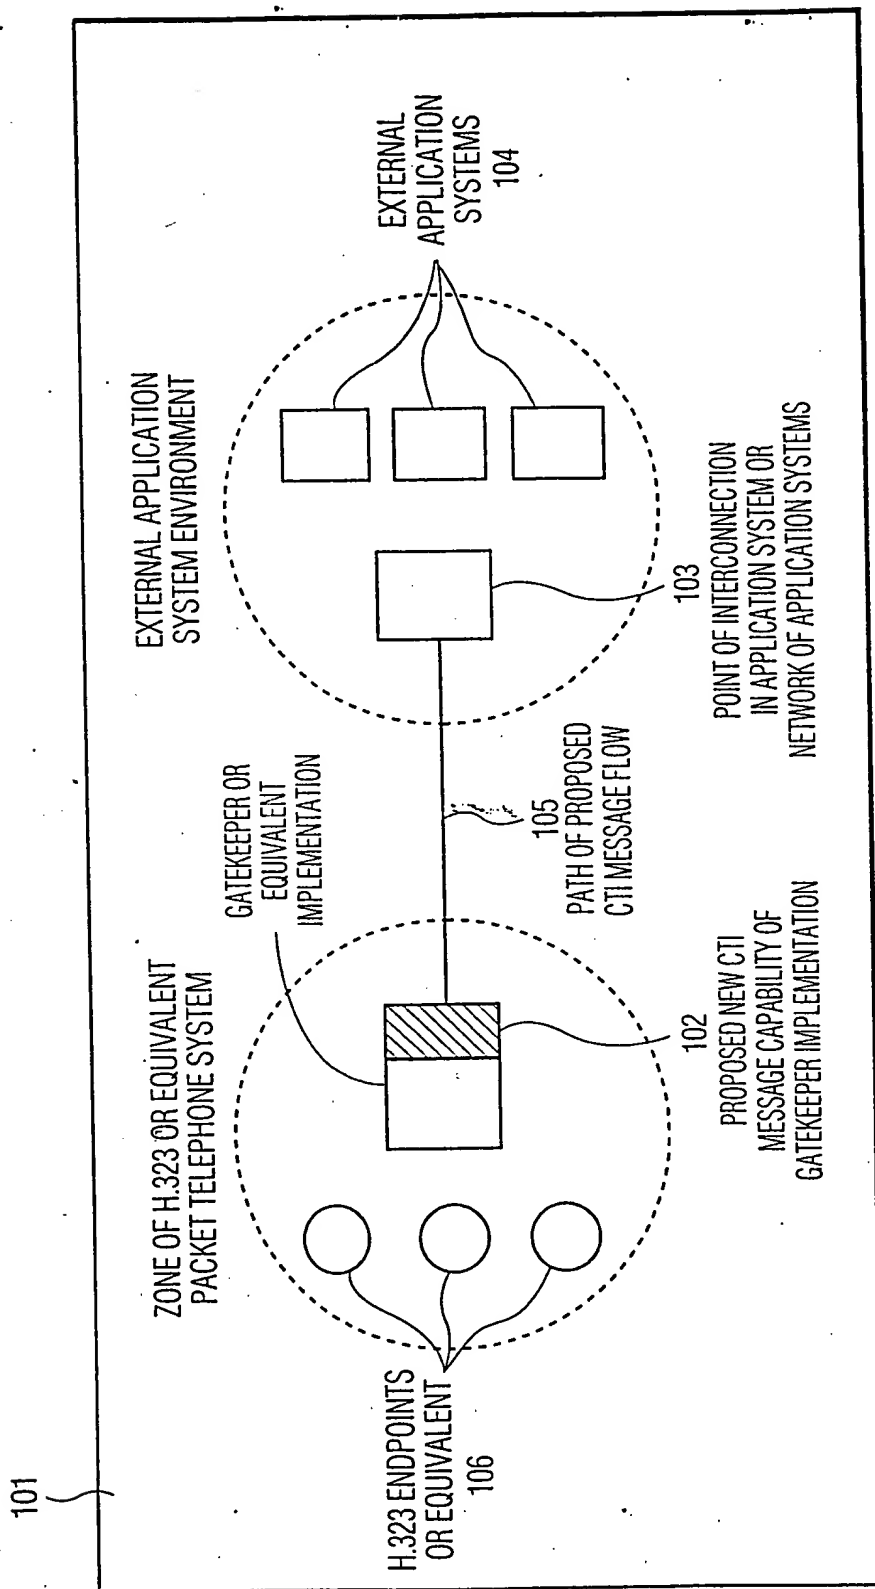 101
ZONE OF H.323 OR EQUIVALENT
PACKET TELEPHONE SYSTEM
GATEKEEPER OR
EQUIVALENT
IMPLEMENTATION
EXTERNAL APPLICATION
SYSTEM ENVIRONMENT
EXTERNAL
APPLICATION
SYSTEMS
104
H.323 ENDPOINTS
OR EQUIVALENT
106
102
PROPOSED NEW CTI
MESSAGE CAPABILITY OF
GATEKEEPER IMPLEMENTATION
105
PATH OF PROPOSED
CTI MESSAGE FLOW
103
POINT OF INTERCONNECTION
IN APPLICATION SYSTEM OR
NETWORK OF APPLICATION SYSTEMS